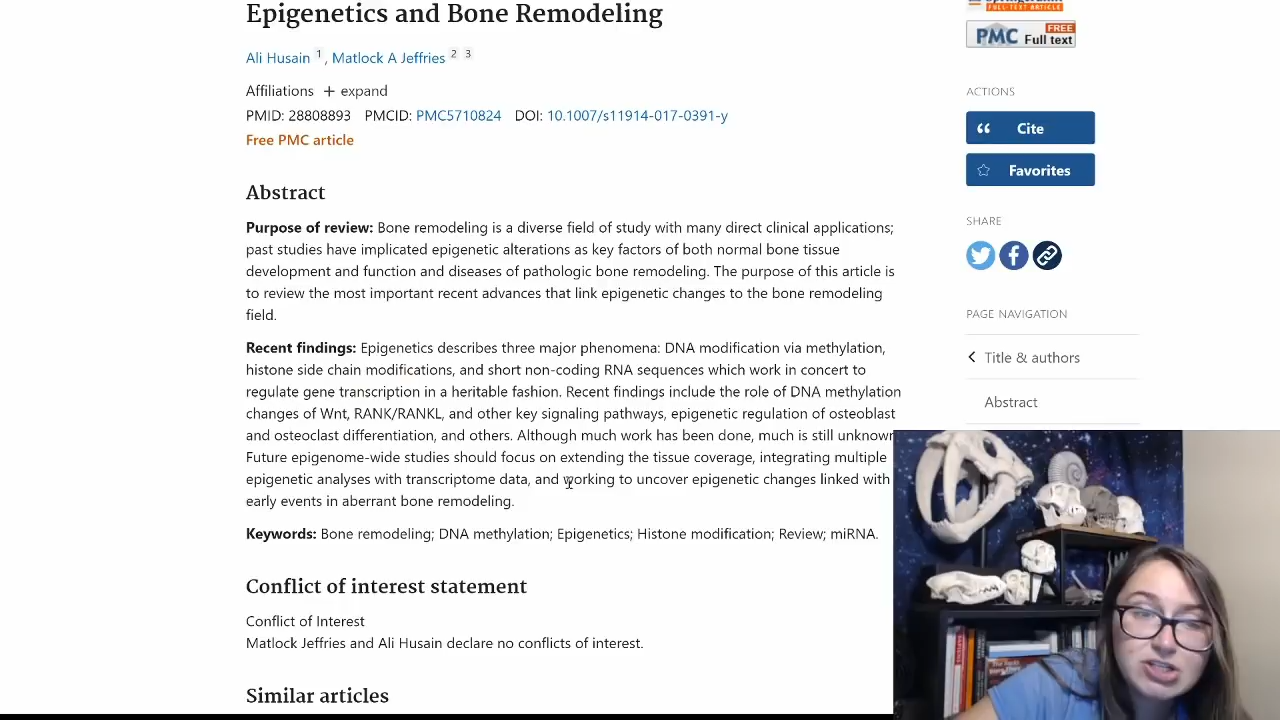 Epigenetics and Bone Remodeling
FULL-TEXT ARTICLE
PMC FREE Full text
Ali Husain 1, Matlock A Jeffries 2 3
Affiliations + expand
PMID: 28808893 PMCID: PMC5710824 DOI: 10.1007/s11914-017-0391-y
Free PMC article
ACTIONS
Cite
Favorites
SHARE
PAGE NAVIGATION
Title & authors
Abstract
Abstract
Purpose of review: Bone remodeling is a diverse field of study with many direct clinical applications;
past studies have implicated epigenetic alterations as key factors of both normal bone tissue
development and function and diseases of pathologic bone remodeling. The purpose of this article is
to review the most important recent advances that link epigenetic changes to the bone remodeling
field.
Recent findings: Epigenetics describes three major phenomena: DNA modification via methylation,
histone side chain modifications, and short non-coding RNA sequences which work in concert to
regulate gene transcription in a heritable fashion. Recent findings include the role of DNA methylation
changes of Wnt, RANK/RANKL, and other key signaling pathways, epigenetic regulation of osteoblast
and osteoclast differentiation, and others. Although much work has been done, much is still unknown
Future epigenome-wide studies should focus on extending the tissue coverage, integrating multiple
epigenetic analyses with transcriptome data, and working to uncover epigenetic changes linked with
early events in aberrant bone remodeling.
Keywords: Bone remodeling; DNA methylation; Epigenetics; Histone modification; Review; miRNA.
Conflict of interest statement
Conflict of Interest
Matlock Jeffries and Ali Husain declare no conflicts of interest.
Similar articles